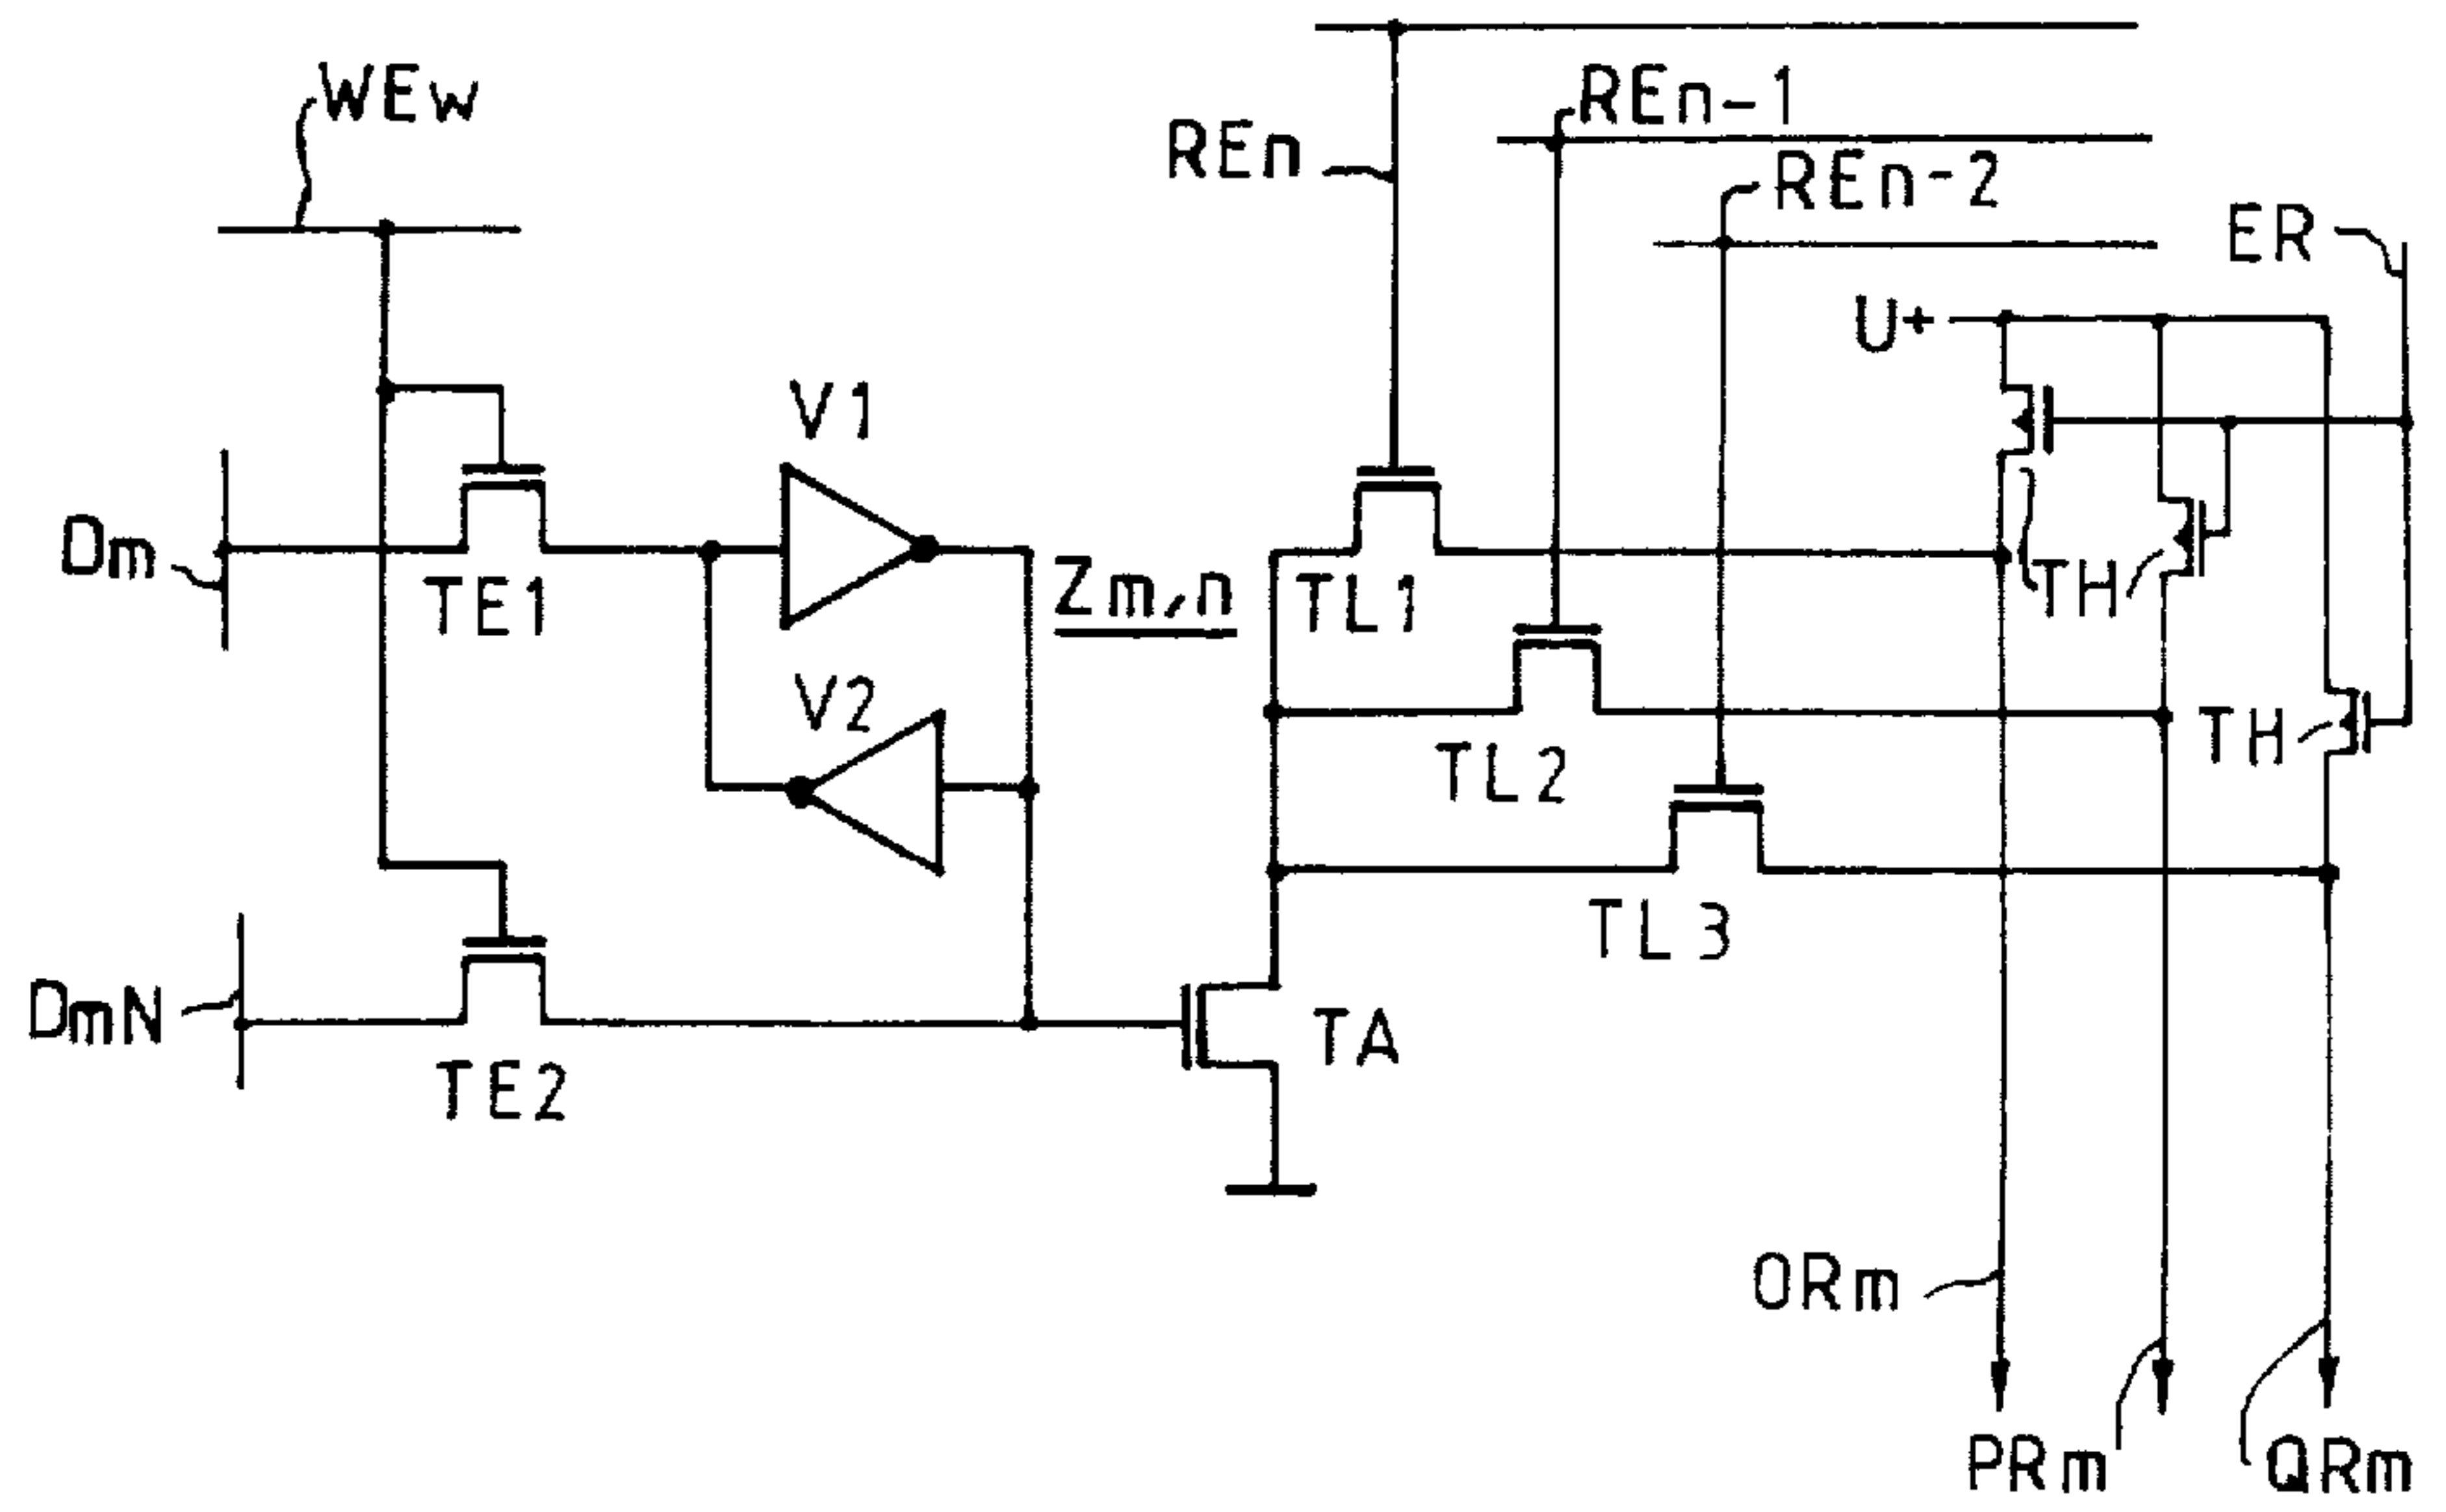 WEw
REn-1
REn
REn-2
ER
U+
V1
Dm
TE1
Zm,n
TL1
TH
V2
TL2
TH
TL3
DmN
TE2
TA
ORm
PRm
QRm